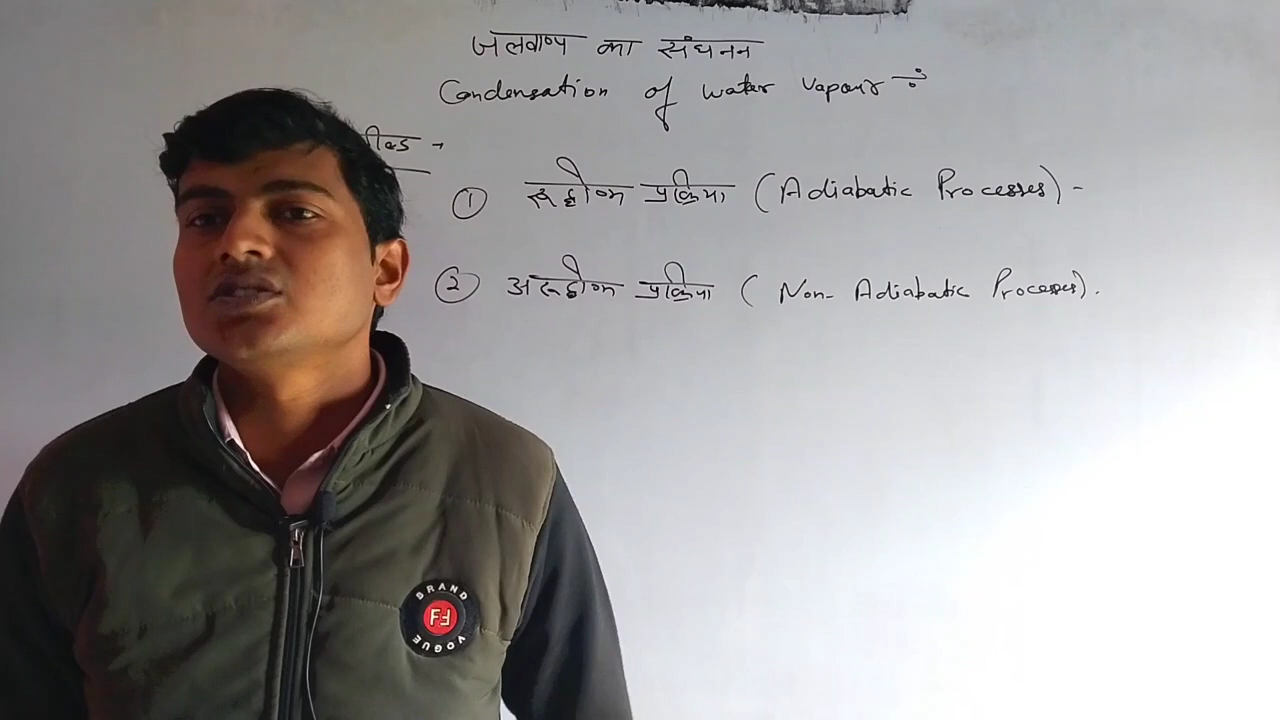 जलवाष्प का संघनन
Condensation of water vapour ÷
① रूद्धोष्म प्रक्रिया (Adiabatic Processes) -
② अरूद्धोष्म प्रक्रिया ( Non- Adiabatic Processes).
BRAND
FF
VOGUE